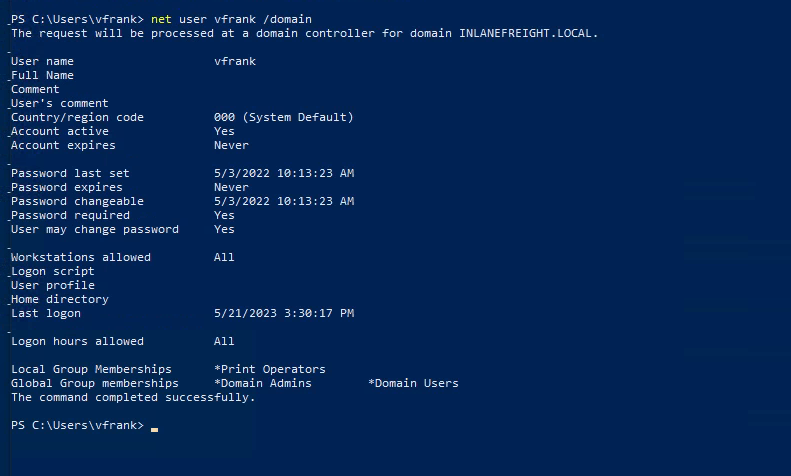 PS C:\Users\vfrank> net user vfrank /domain
The request will be processed at a domain controller for domain INLANEFREIGHT.LOCAL.
User name vfrank
Full Name
Comment
User's comment
Country/region code 000 (System Default)
Account active Yes
Account expires Never
Password last set 5/3/2022 10:13:23 AM
Password expires Never
Password changeable 5/3/2022 10:13:23 AM
Password required Yes
User may change password Yes
Workstations allowed All
Logon script
User profile
Home directory
Last logon 5/21/2023 3:30:17 PM
Logon hours allowed All
Local Group Memberships *Print Operators
Global Group memberships *Domain Admins *Domain Users
The command completed successfully.
PS C:\Users\vfrank>